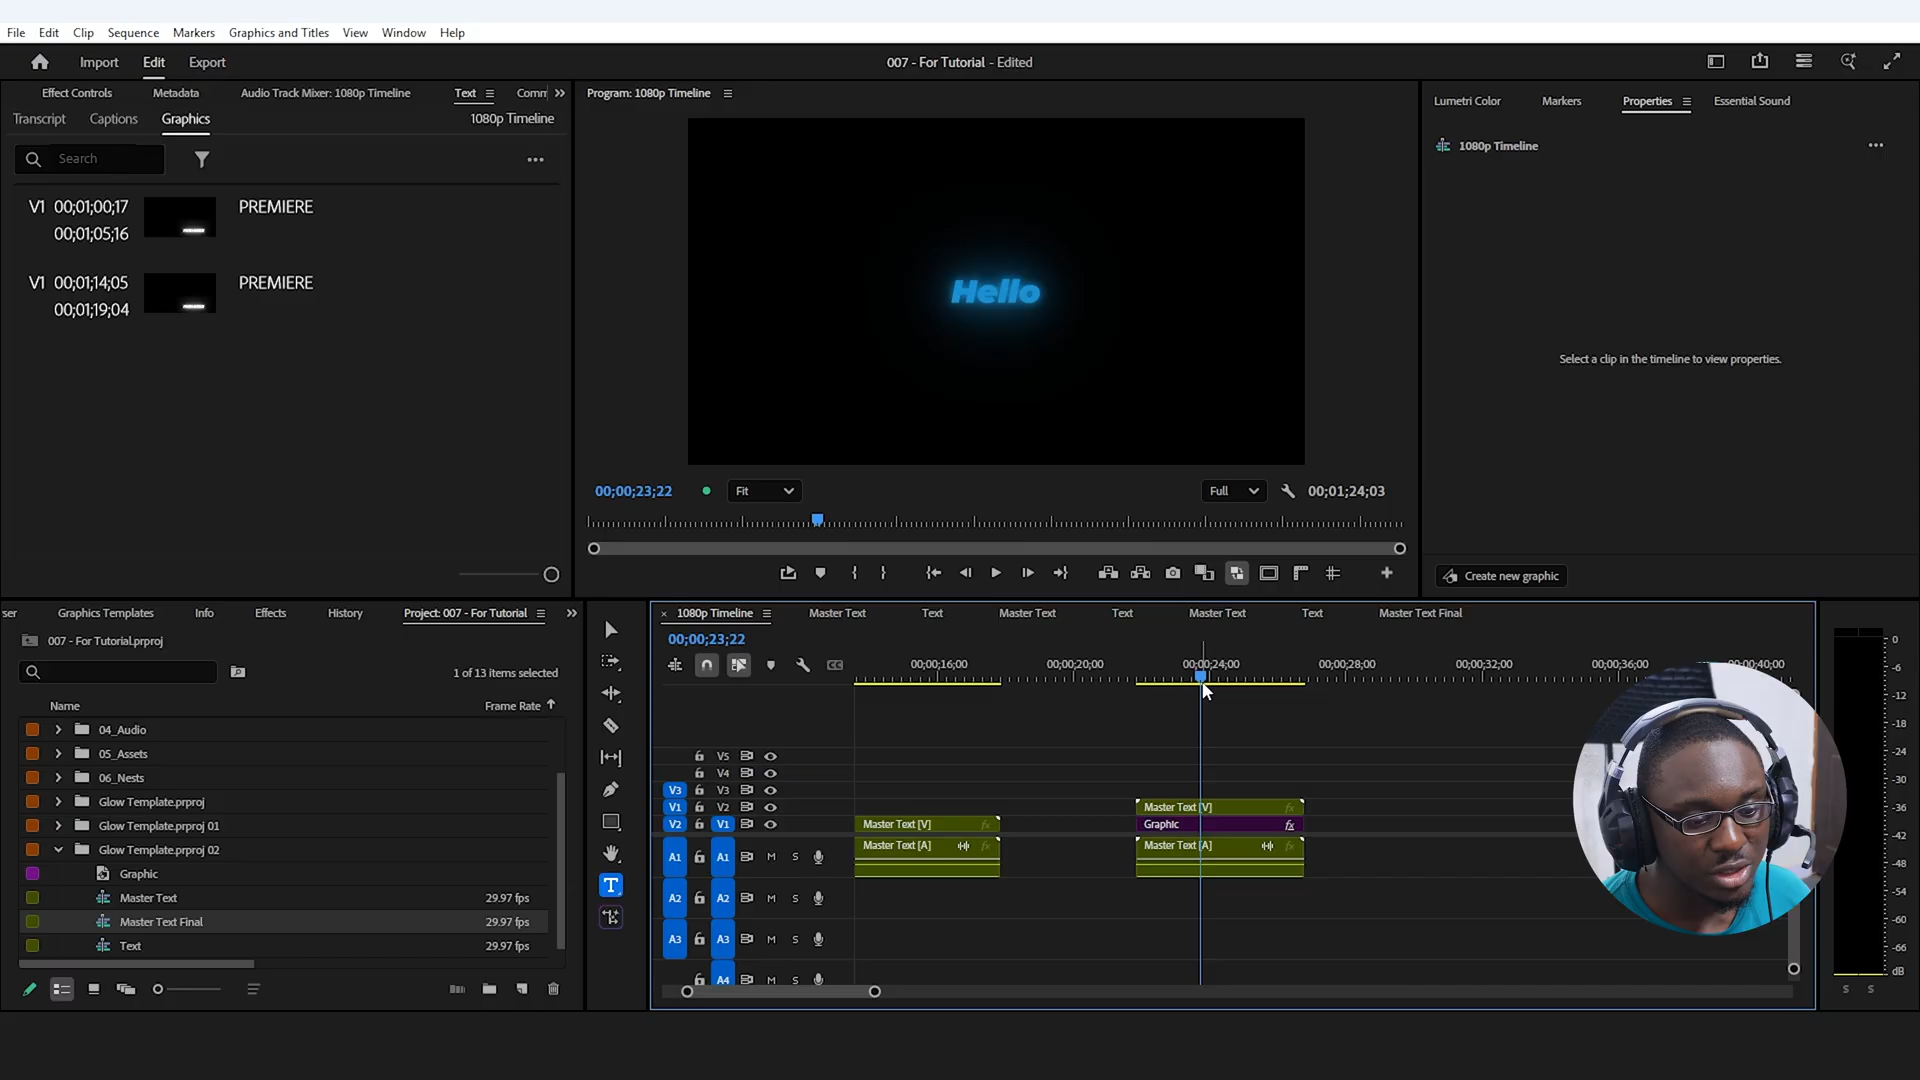 File Edit Clip Sequence Markers Graphics and Titles View Window Help
Import Edit Export 007 - For Tutorial - Edited
Effect Controls Metadata Audio Track Mixer: 1080p Timeline Text Comm
Transcript Captions Graphics 1080p Timeline
Search
V1 00;01;00;17 PREMIERE
00;01;05;16
V1 00;01;14;05 PREMIERE
00;01;19;04
Program: 1080p Timeline
Hello
00;00;23;22 Fit Full 00;01;24;03
Lumetri Color Markers Properties Essential Sound
1080p Timeline
Select a clip in the timeline to view properties.
Create new graphic
ser Graphics Templates Info Effects History Project: 007 - For Tutorial
007 - For Tutorial.prproj
1 of 13 items selected
Name Frame Rate
04_Audio
05_Assets
06_Nests
Glow Template.prproj
Glow Template.prproj 01
Glow Template.prproj 02
Graphic
Master Text 29.97 fps
Master Text Final 29.97 fps
Text 29.97 fps
T
1080p Timeline Master Text Text Master Text Text Master Text Text Master Text Final
00;00;23;22
CC
00;00;16;00 00;00;20;00 00;00;24;00 00;00;28;00 00;00;32;00 00;00;36;00 00;00;40;00
V5
V4
V3 V3
V1 V2 Master Text [V] fx
V2 V1 Master Text [V] fx Graphic fx
A1 A1 M S Master Text [A] fx Master Text [A] fx
A2 A2 M S
A3 A3 M S
A4 M S
0
-6
-12
-18
-24
-30
-36
-42
-48
-54
-60
-66
dB
S S